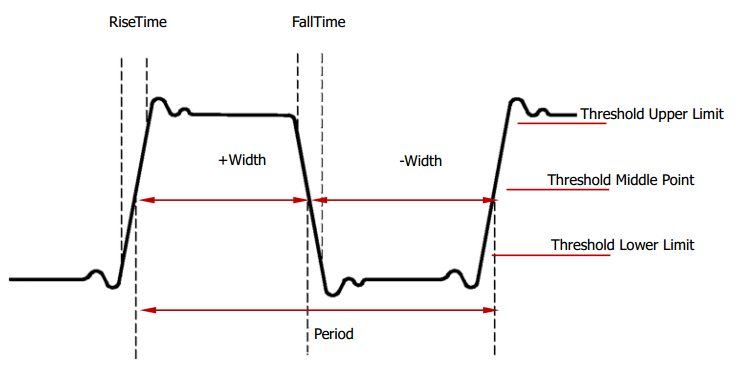 RiseTime
FallTime
Threshold Upper Limit
+Width
-Width
Threshold Middle Point
Threshold Lower Limit
Period